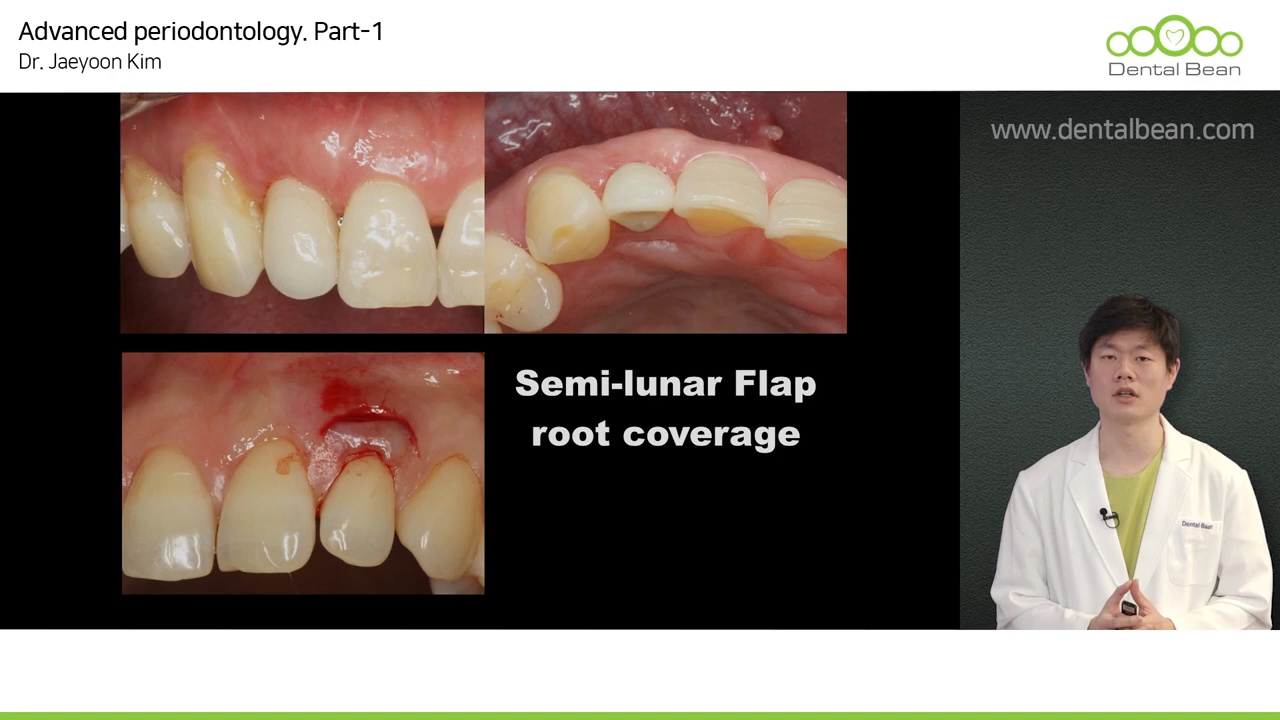 Advanced periodontology. Part-1
Dr. Jaeyoon Kim
Dental Bean
www.dentalbean.com
Semi-lunar Flap
root coverage
Dental Bean